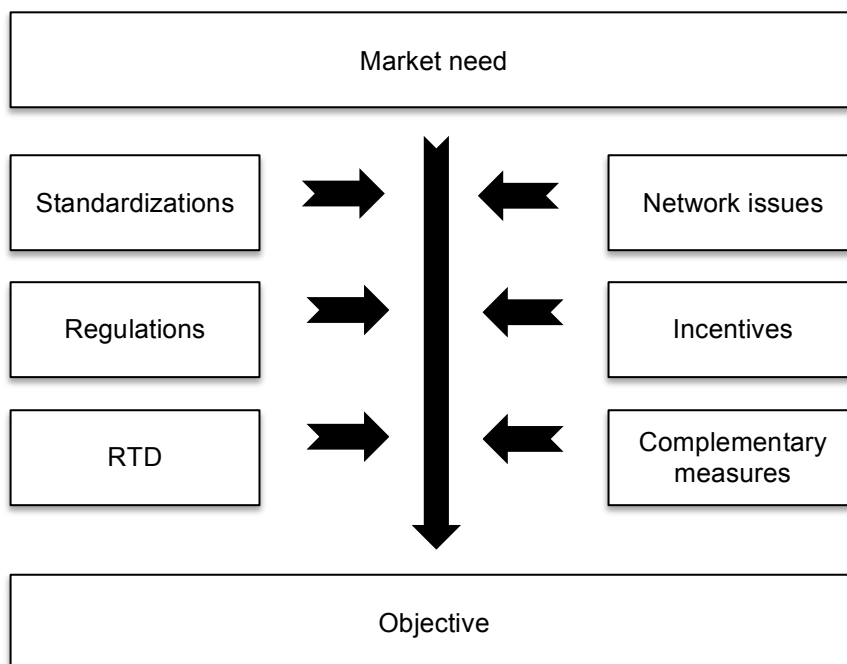 Market need
Standardizations
Network issues
Regulations
Incentives
RTD
Complementary
measures
Objective